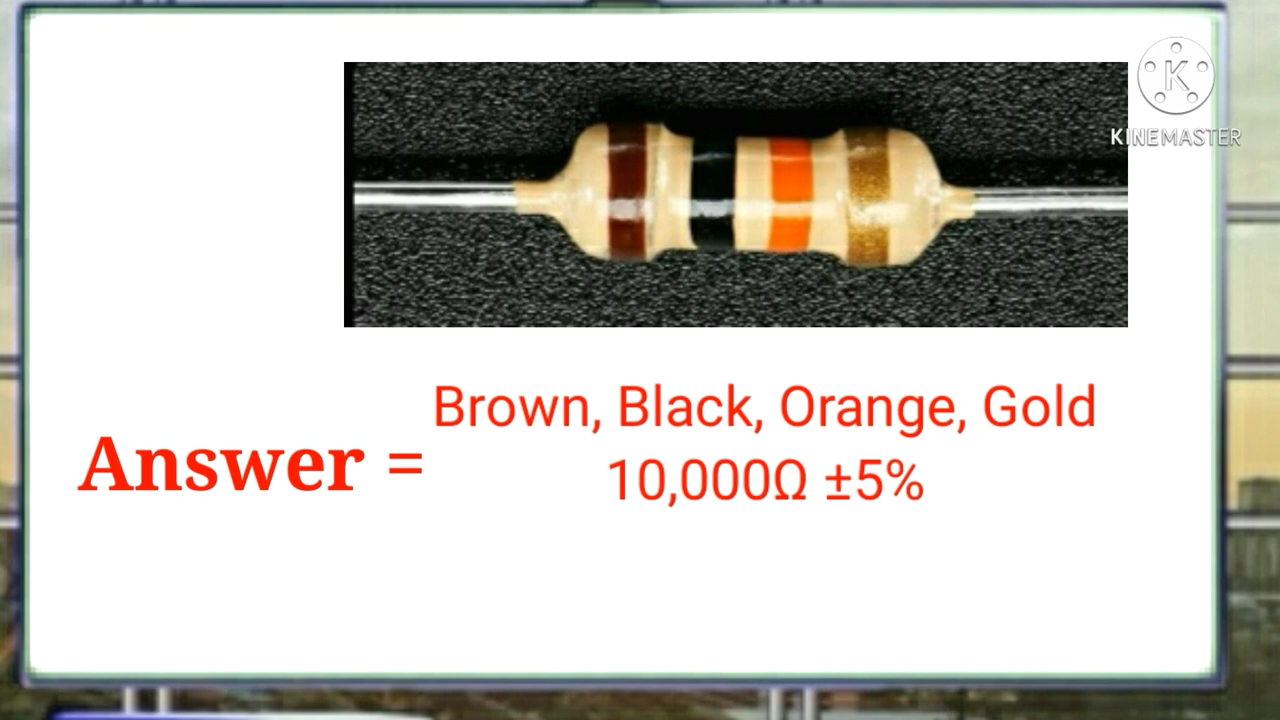 KINEMASTER
Brown, Black, Orange, Gold
Answer =
10,000Ω ±5%